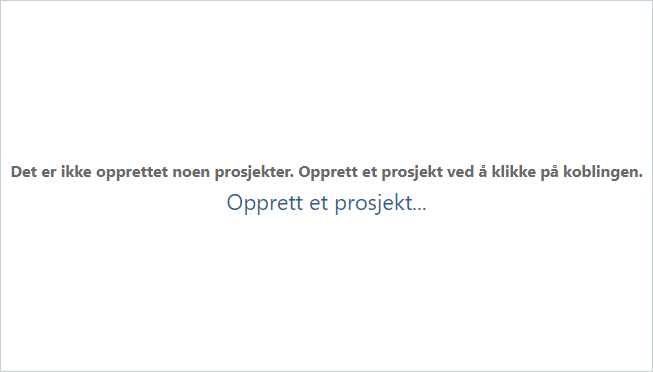 Det er ikke opprettet noen prosjekter. Opprett et prosjekt ved å klikke på koblingen.
Opprett et prosjekt...